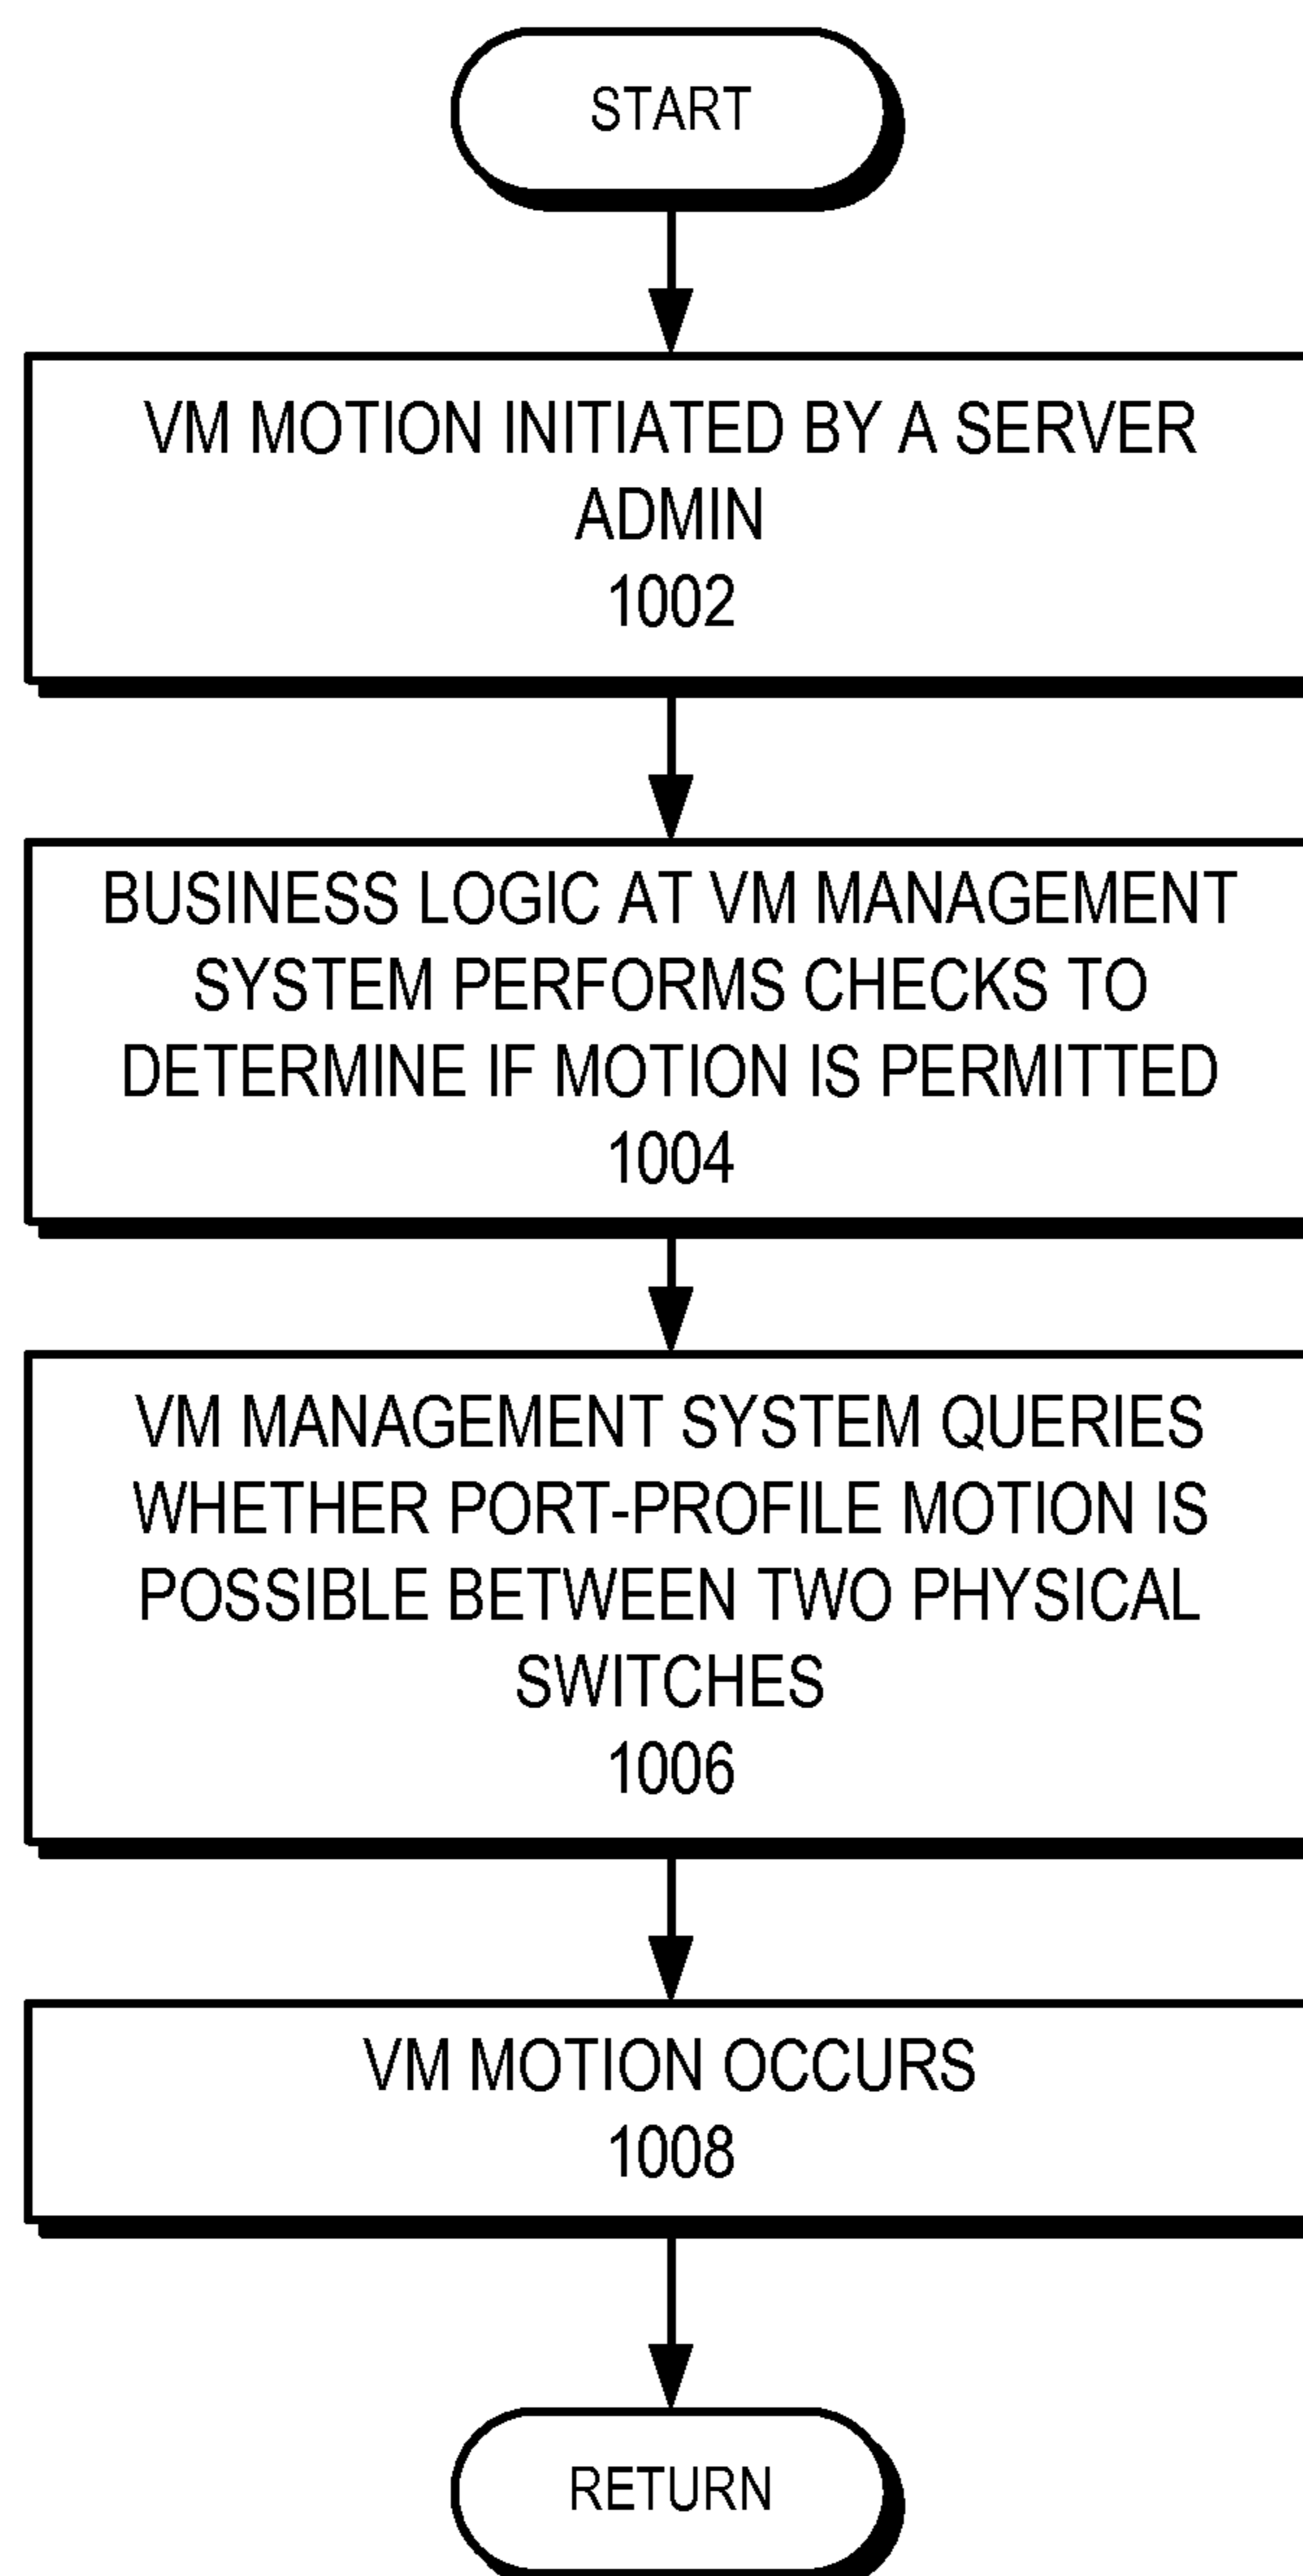 START
VM MOTION INITIATED BY A SERVER
ADMIN
1002
BUSINESS LOGIC AT VM MANAGEMENT
SYSTEM PERFORMS CHECKS TO
DETERMINE IF MOTION IS PERMITTED
1004
VM MANAGEMENT SYSTEM QUERIES
WHETHER PORT-PROFILE MOTION IS
POSSIBLE BETWEEN TWO PHYSICAL
SWITCHES
1006
VM MOTION OCCURS
1008
RETURN